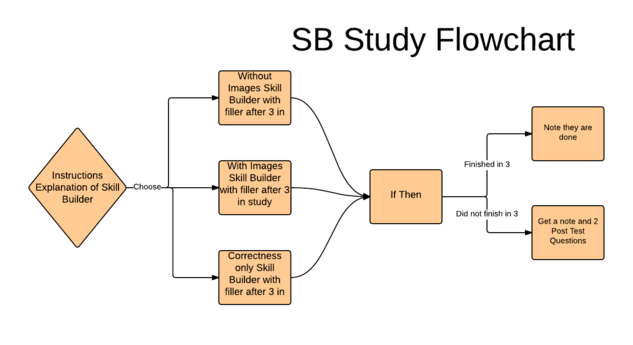 SB Study Flowchart
Without
Images Skill
Builder with
filler after 3 in
Instructions
Explanation of Skill
Builder
Choose
With Images
Skill Builder
with filler after 3
in study
Correctness
only Skill
Builder with
filler after 3 in
If Then
Finished in 3
Note they are
done
Did not finish in 3
Get a note and 2
Post Test
Questions